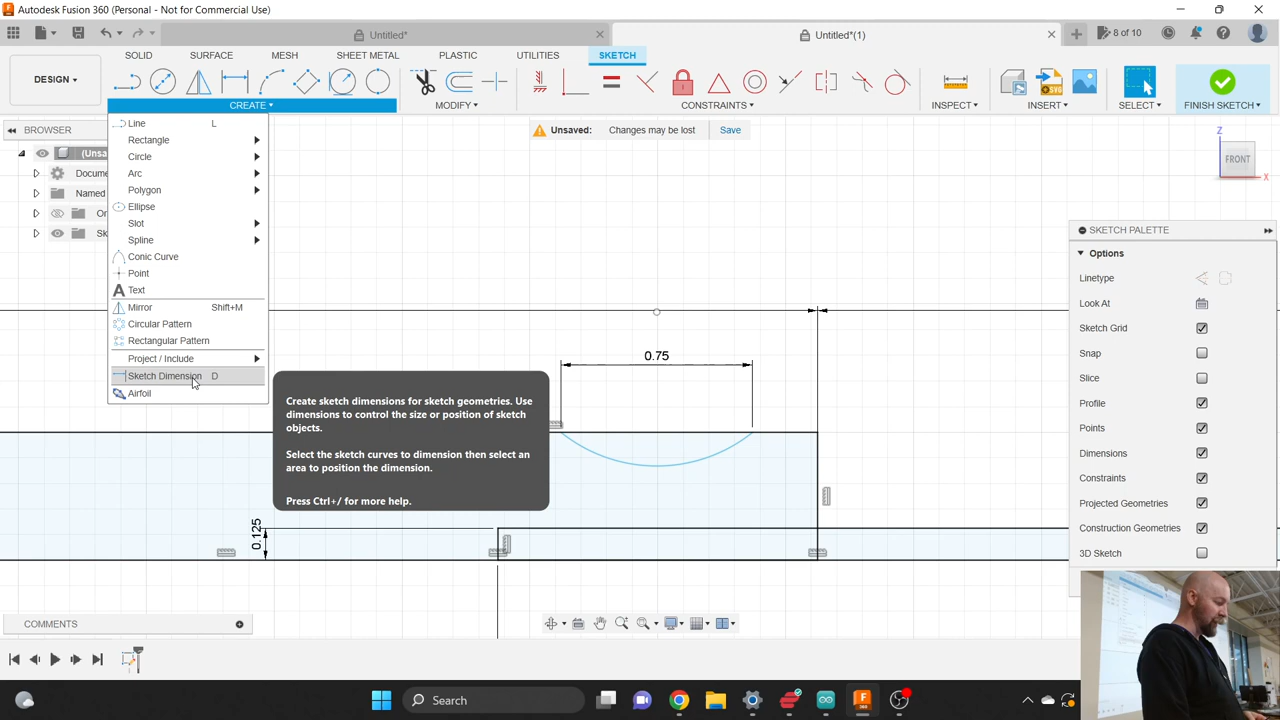 Autodesk Fusion 360 (Personal - Not for Commercial Use)
Untitled*
Untitled*(1)
8 of 10
SOLID
SURFACE
MESH
SHEET METAL
PLASTIC
UTILITIES
SKETCH
DESIGN
CREATE
MODIFY
CONSTRAINTS
INSPECT
INSERT
SELECT
FINISH SKETCH
SVG
BROWSER
(Unsa
Docume
Named
Or
Sk
Line L
Rectangle
Circle
Arc
Polygon
Ellipse
Slot
Spline
Conic Curve
Point
Text
Mirror Shift+M
Circular Pattern
Rectangular Pattern
Project / Include
Sketch Dimension D
Airfoil
Create sketch dimensions for sketch geometries. Use
dimensions to control the size or position of sketch
objects.
Select the sketch curves to dimension then select an
area to position the dimension.
Press Ctrl+/ for more help.
Unsaved: Changes may be lost Save
Z
FRONT
X
0.75
0.125
SKETCH PALETTE
Options
Linetype
Look At
Sketch Grid
Snap
Slice
Profile
Points
Dimensions
Constraints
Projected Geometries
Construction Geometries
3D Sketch
COMMENTS
Search